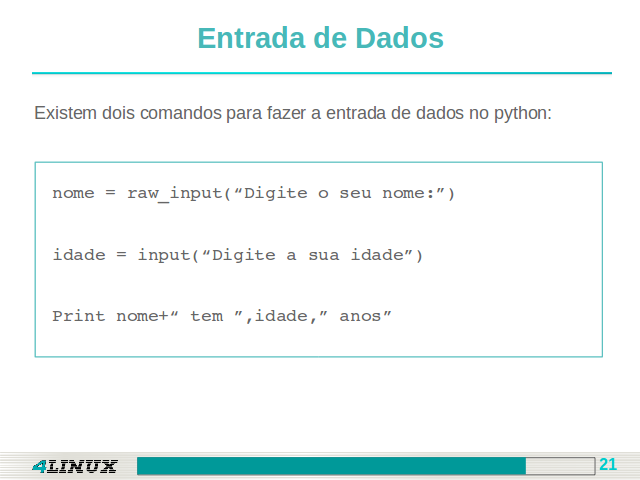 Entrada de Dados
Existem dois comandos para fazer a entrada de dados no python:
nome = raw_input(“Digite o seu nome:”)
idade = input(“Digite a sua idade”)
Print nome+“ tem ”,idade,” anos”
4LINUX
21